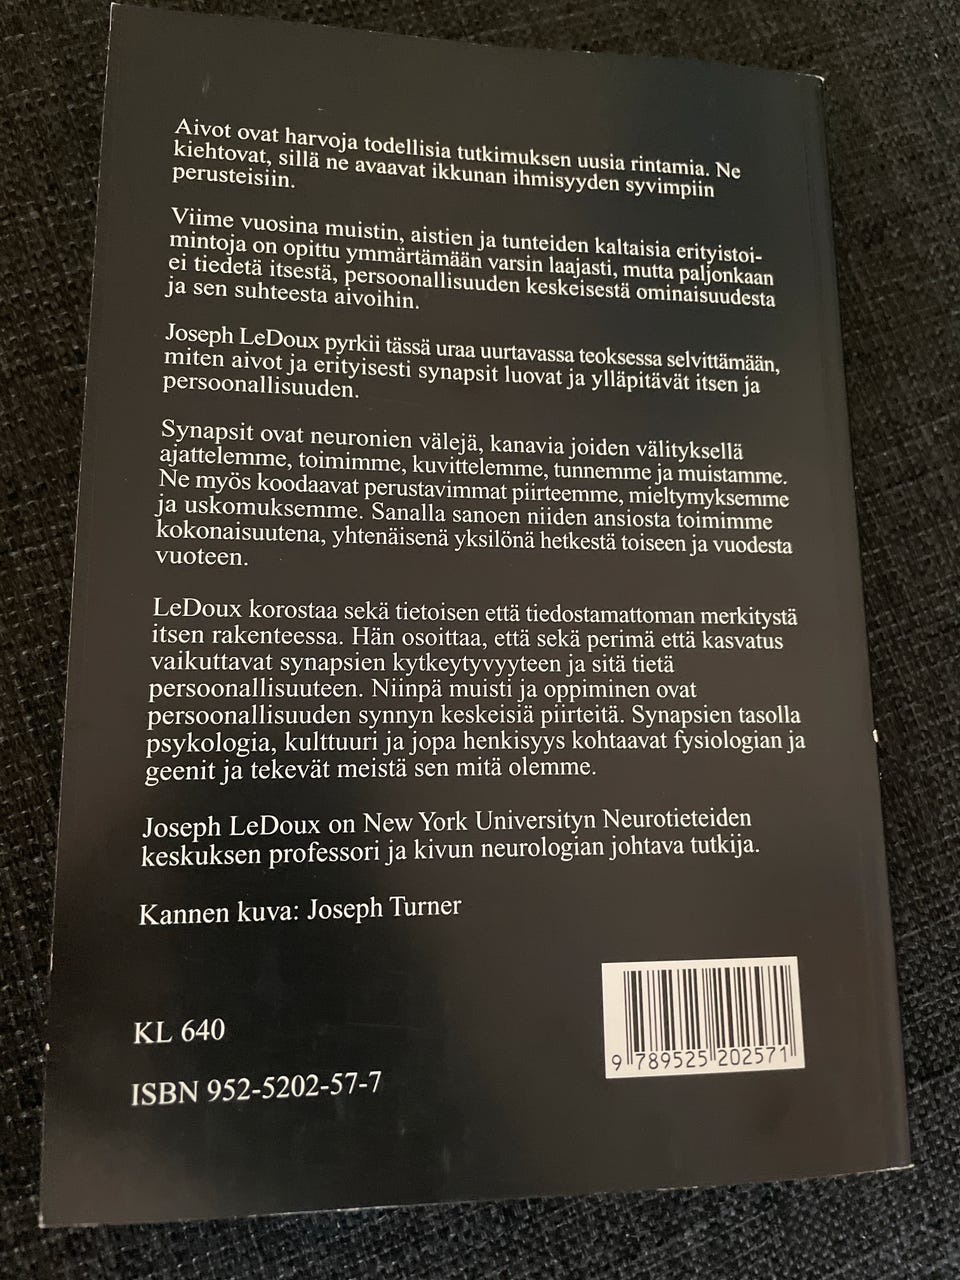 Aivot ovat harvoja todellisia tutkimuksen uusia rintamia. Ne
kiehtovat, sillä ne avaavat ikkunan ihmisyyden syvimpiin
perusteisiin.
Viime vuosina muistin, aistien ja tunteiden kaltaisia erityistoi-
mintoja on opittu ymmärtämään varsin laajasti, mutta paljonkaan
ei tiedetä itsestä, persoonallisuuden keskeisestä ominaisuudesta
ja sen suhteesta aivoihin.
Joseph LeDoux pyrkii tässä uraa uurtavassa teoksessa selvittämään,
miten aivot ja erityisesti synapsit luovat ja ylläpitävät itsen ja
persoonallisuuden.
Synapsit ovat neuronien välejä, kanavia joiden välityksellä
ajattelemme, toimimme, kuvittelemme, tunnemme ja muistamme.
Ne myös koodaavat perustavimmat piirteemme, mieltymyksemme
ja uskomuksemme. Sanalla sanoen niiden ansiosta toimimme
kokonaisuutena, yhtenäisenä yksilönä hetkestä toiseen ja vuodesta
vuoteen.
LeDoux korostaa sekä tietoisen että tiedostamattoman merkitystä
itsen rakenteessa. Hän osoittaa, että sekä perimä että kasvatus
vaikuttavat synapsien kytkeytyvyyteen ja sitä tietä
persoonallisuuteen. Niinpä muisti ja oppiminen ovat
persoonallisuuden synnyn keskeisiä piirteitä. Synapsien tasolla
psykologia, kulttuuri ja jopa henkisyys kohtaavat fysiologian ja
geenit ja tekevät meistä sen mitä olemme.
Joseph LeDoux on New York Universityn Neurotieteiden
keskuksen professori ja kivun neurologian johtava tutkija.
Kannen kuva: Joseph Turner
KL 640
ISBN 952-5202-57-7
9 789525 202571